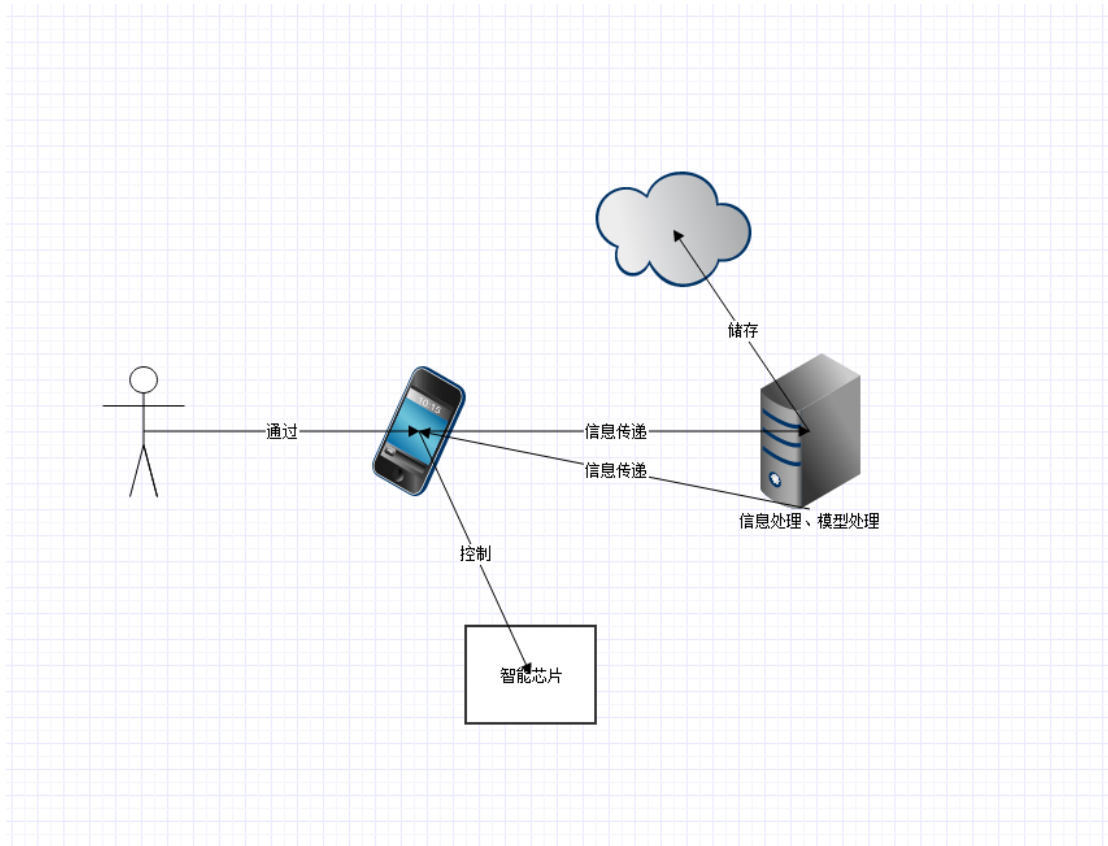 储存
10:15
通过
信息传递
信息传递
信息处理、模型处理
控制
智能芯片